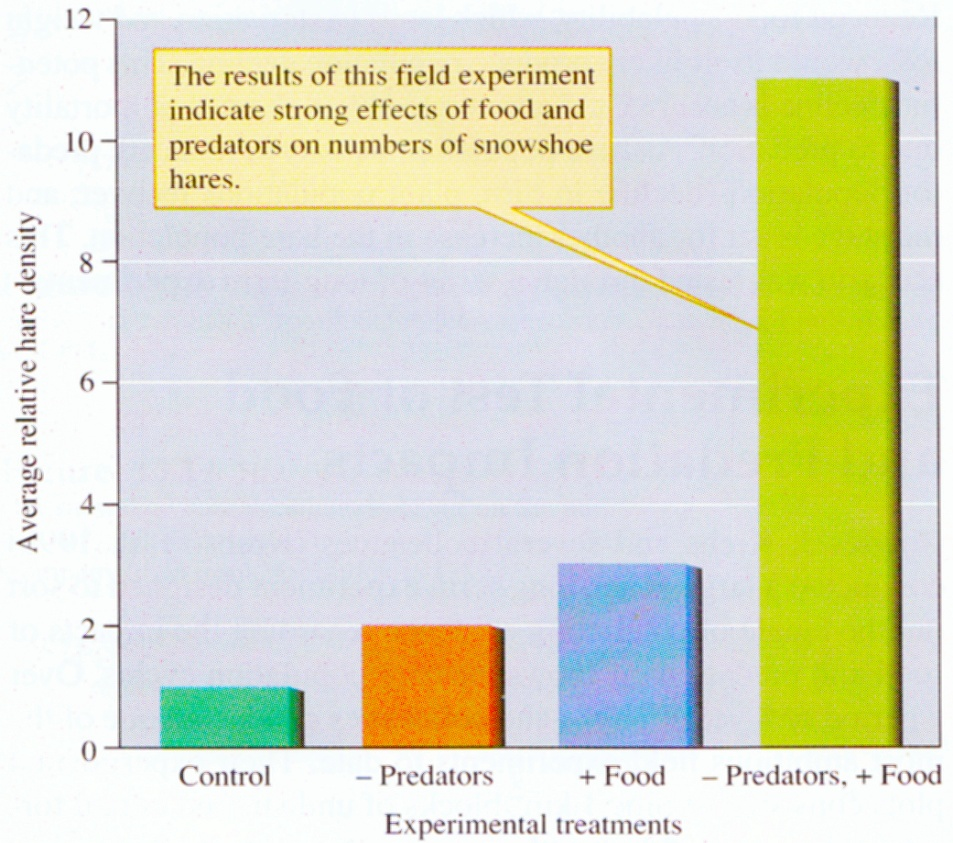 12
The results of this field experiment
indicate strong effects of food and
predators on numbers of snowshoe
hares.
10
8
6
4
2
0
Average relative hare density
Control
– Predators
+ Food
– Predators, + Food
Experimental treatments